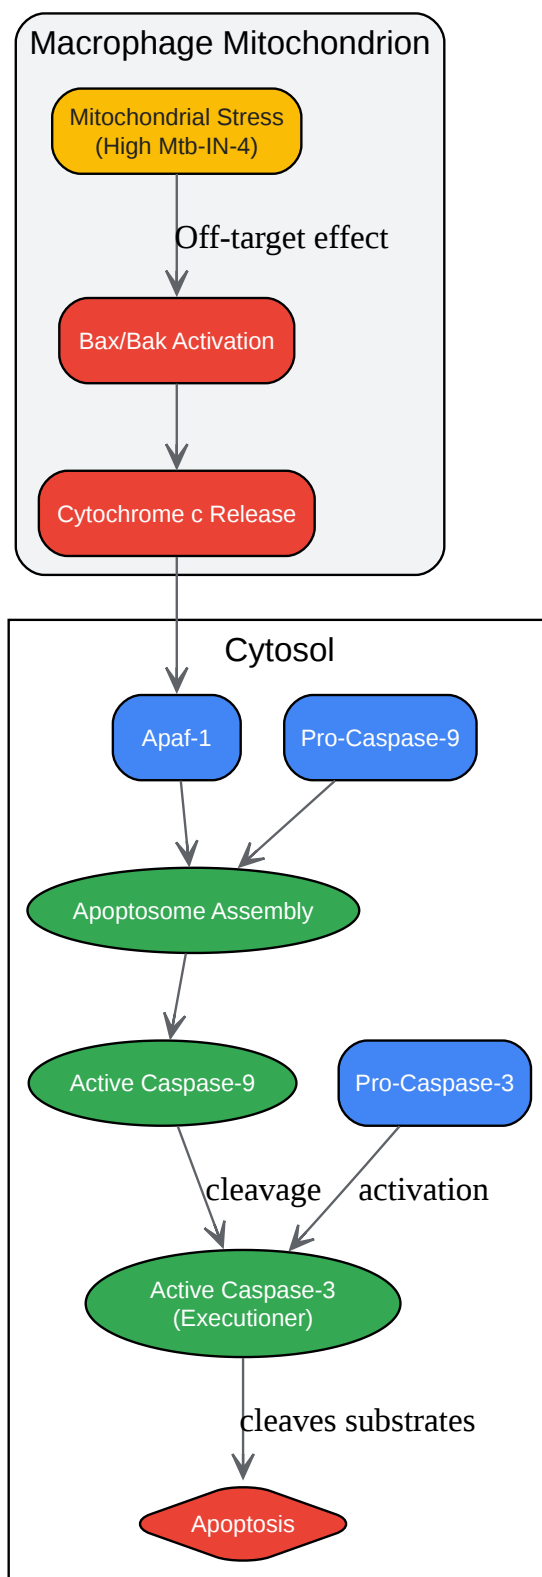 Macrophage Mitochondrion
Mitochondrial Stress
(High Mtb-IN-4)
Off-target effect
Bax/Bak Activation
Cytochrome c Release
Cytosol
Apaf-1
Pro-Caspase-9
Apoptosome Assembly
Active Caspase-9
Pro-Caspase-3
cleavage
activation
Active Caspase-3
(Executioner)
cleaves substrates
Apoptosis